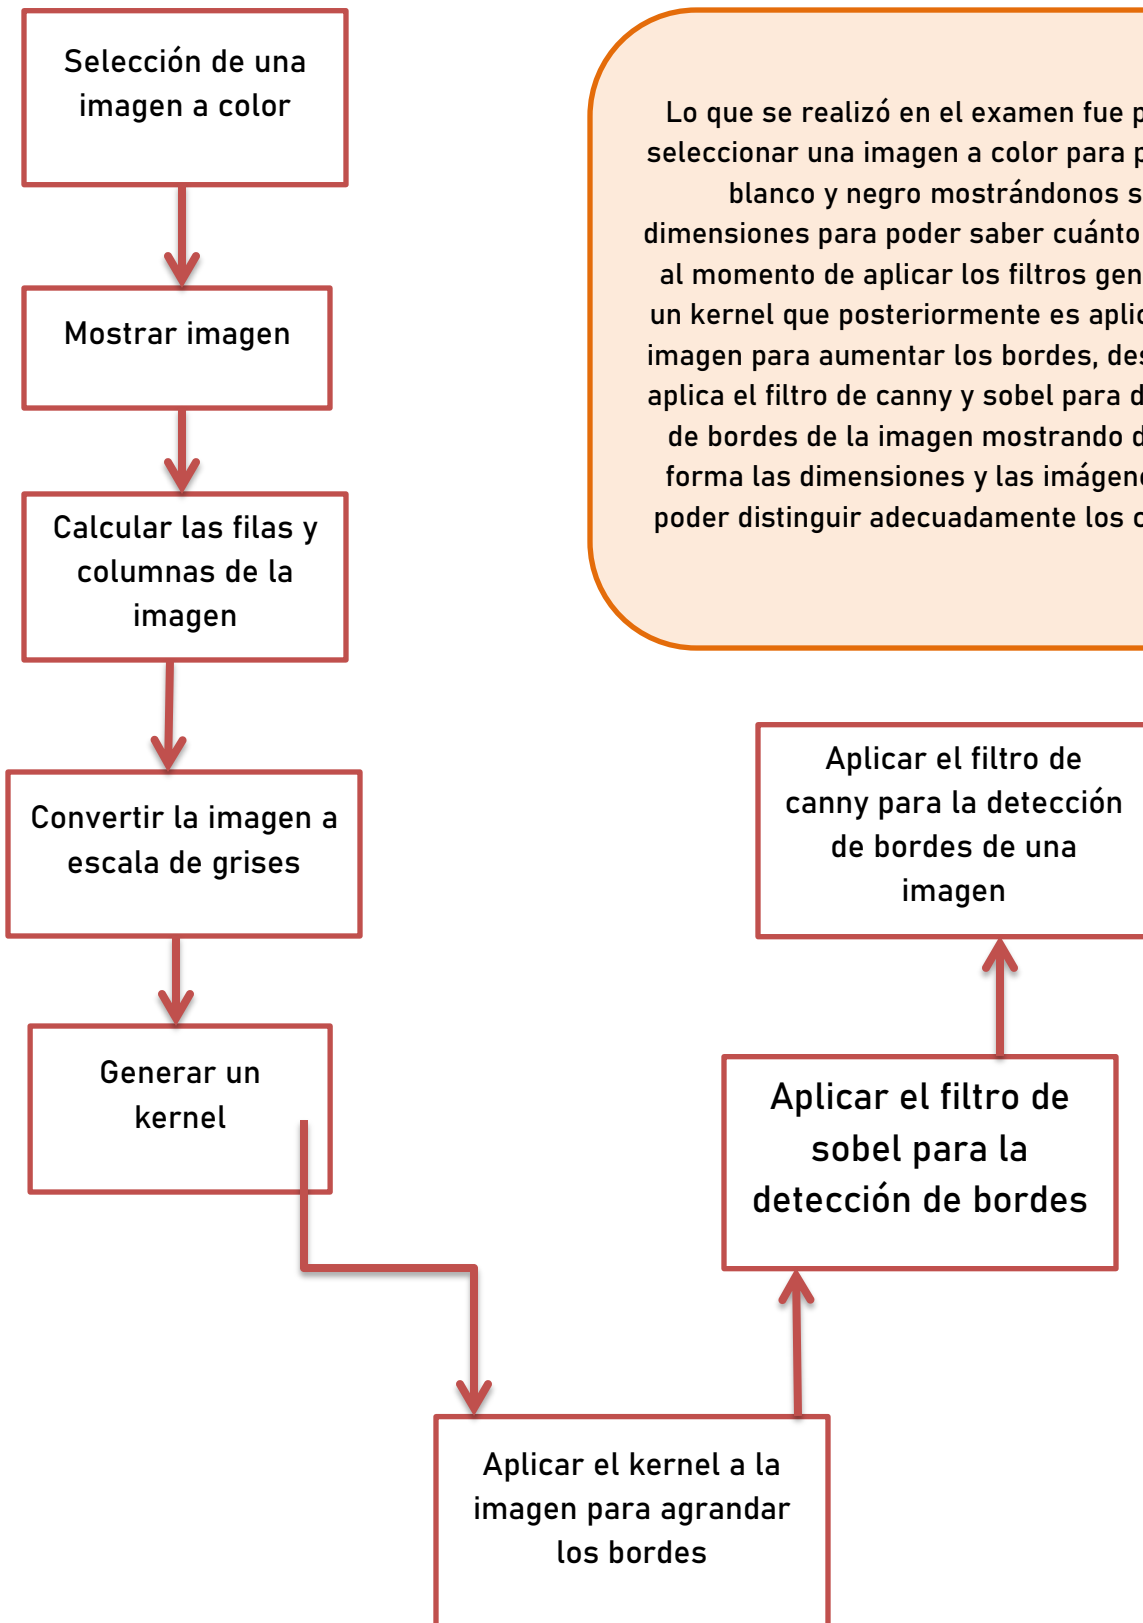 Selección de una
imagen a color
Mostrar imagen
Calcular las filas y
columnas de la
imagen
Convertir la imagen a
escala de grises
Generar un
kernel
Aplicar el kernel a la
imagen para agrandar
los bordes
Aplicar el filtro de
sobel para la
detección de bordes
Aplicar el filtro de
canny para la detección
de bordes de una
imagen
Lo que se realizó en el examen fue
seleccionar una imagen a color para
blanco y negro mostrándonos
dimensiones para poder saber cuánto
al momento de aplicar los filtros
un kernel que posteriormente es
imagen para aumentar los bordes,
aplica el filtro de canny y sobel para
de bordes de la imagen mostrando
forma las dimensiones y las
poder distinguir adecuadamente los